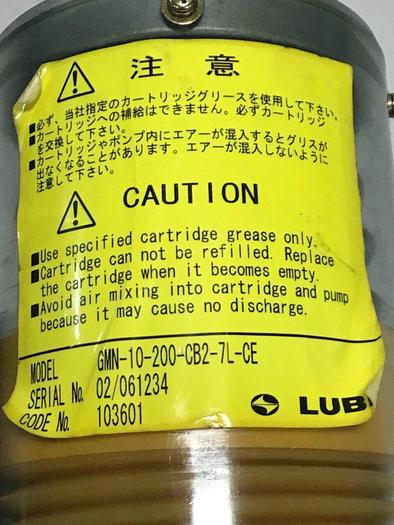 注 意
■必ず、当社指定のカートリッジグリースを使用して下さい。
■カートリッジへの補給はできません。必ずカートリッジ
を交換して下さい。
■カートリッジやポンプ内にエアーが混入するとグリスが
出なくなることがあります。エアーが混入しないように
注意して下さい。
CAUTION
■Use specified cartridge grease only.
■Cartridge can not be refilled. Replace
the cartridge when it becomes empty.
■Avoid air mixing into cartridge and pump
because it may cause no discharge.
MODEL GMN-10-200-CB2-7L-CE
SERIAL No. 02/061234
CODE No. 103601
LUB